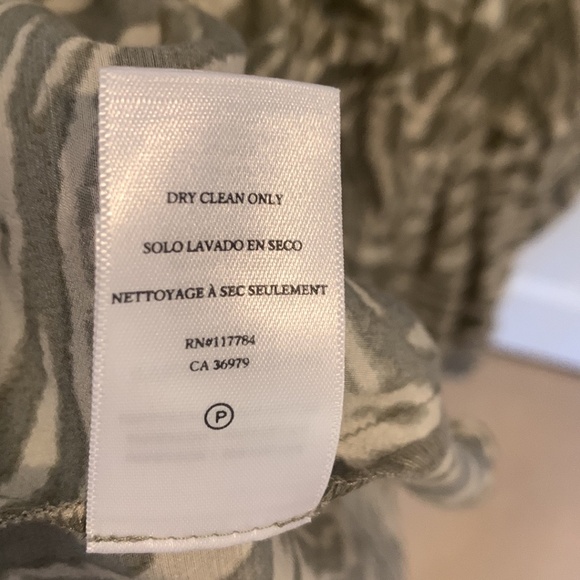 DRY CLEAN ONLY
SOLO LAVADO EN SECO
NETTOYAGE À SEC SEULEMENT
RN#117784
CA 36979
P